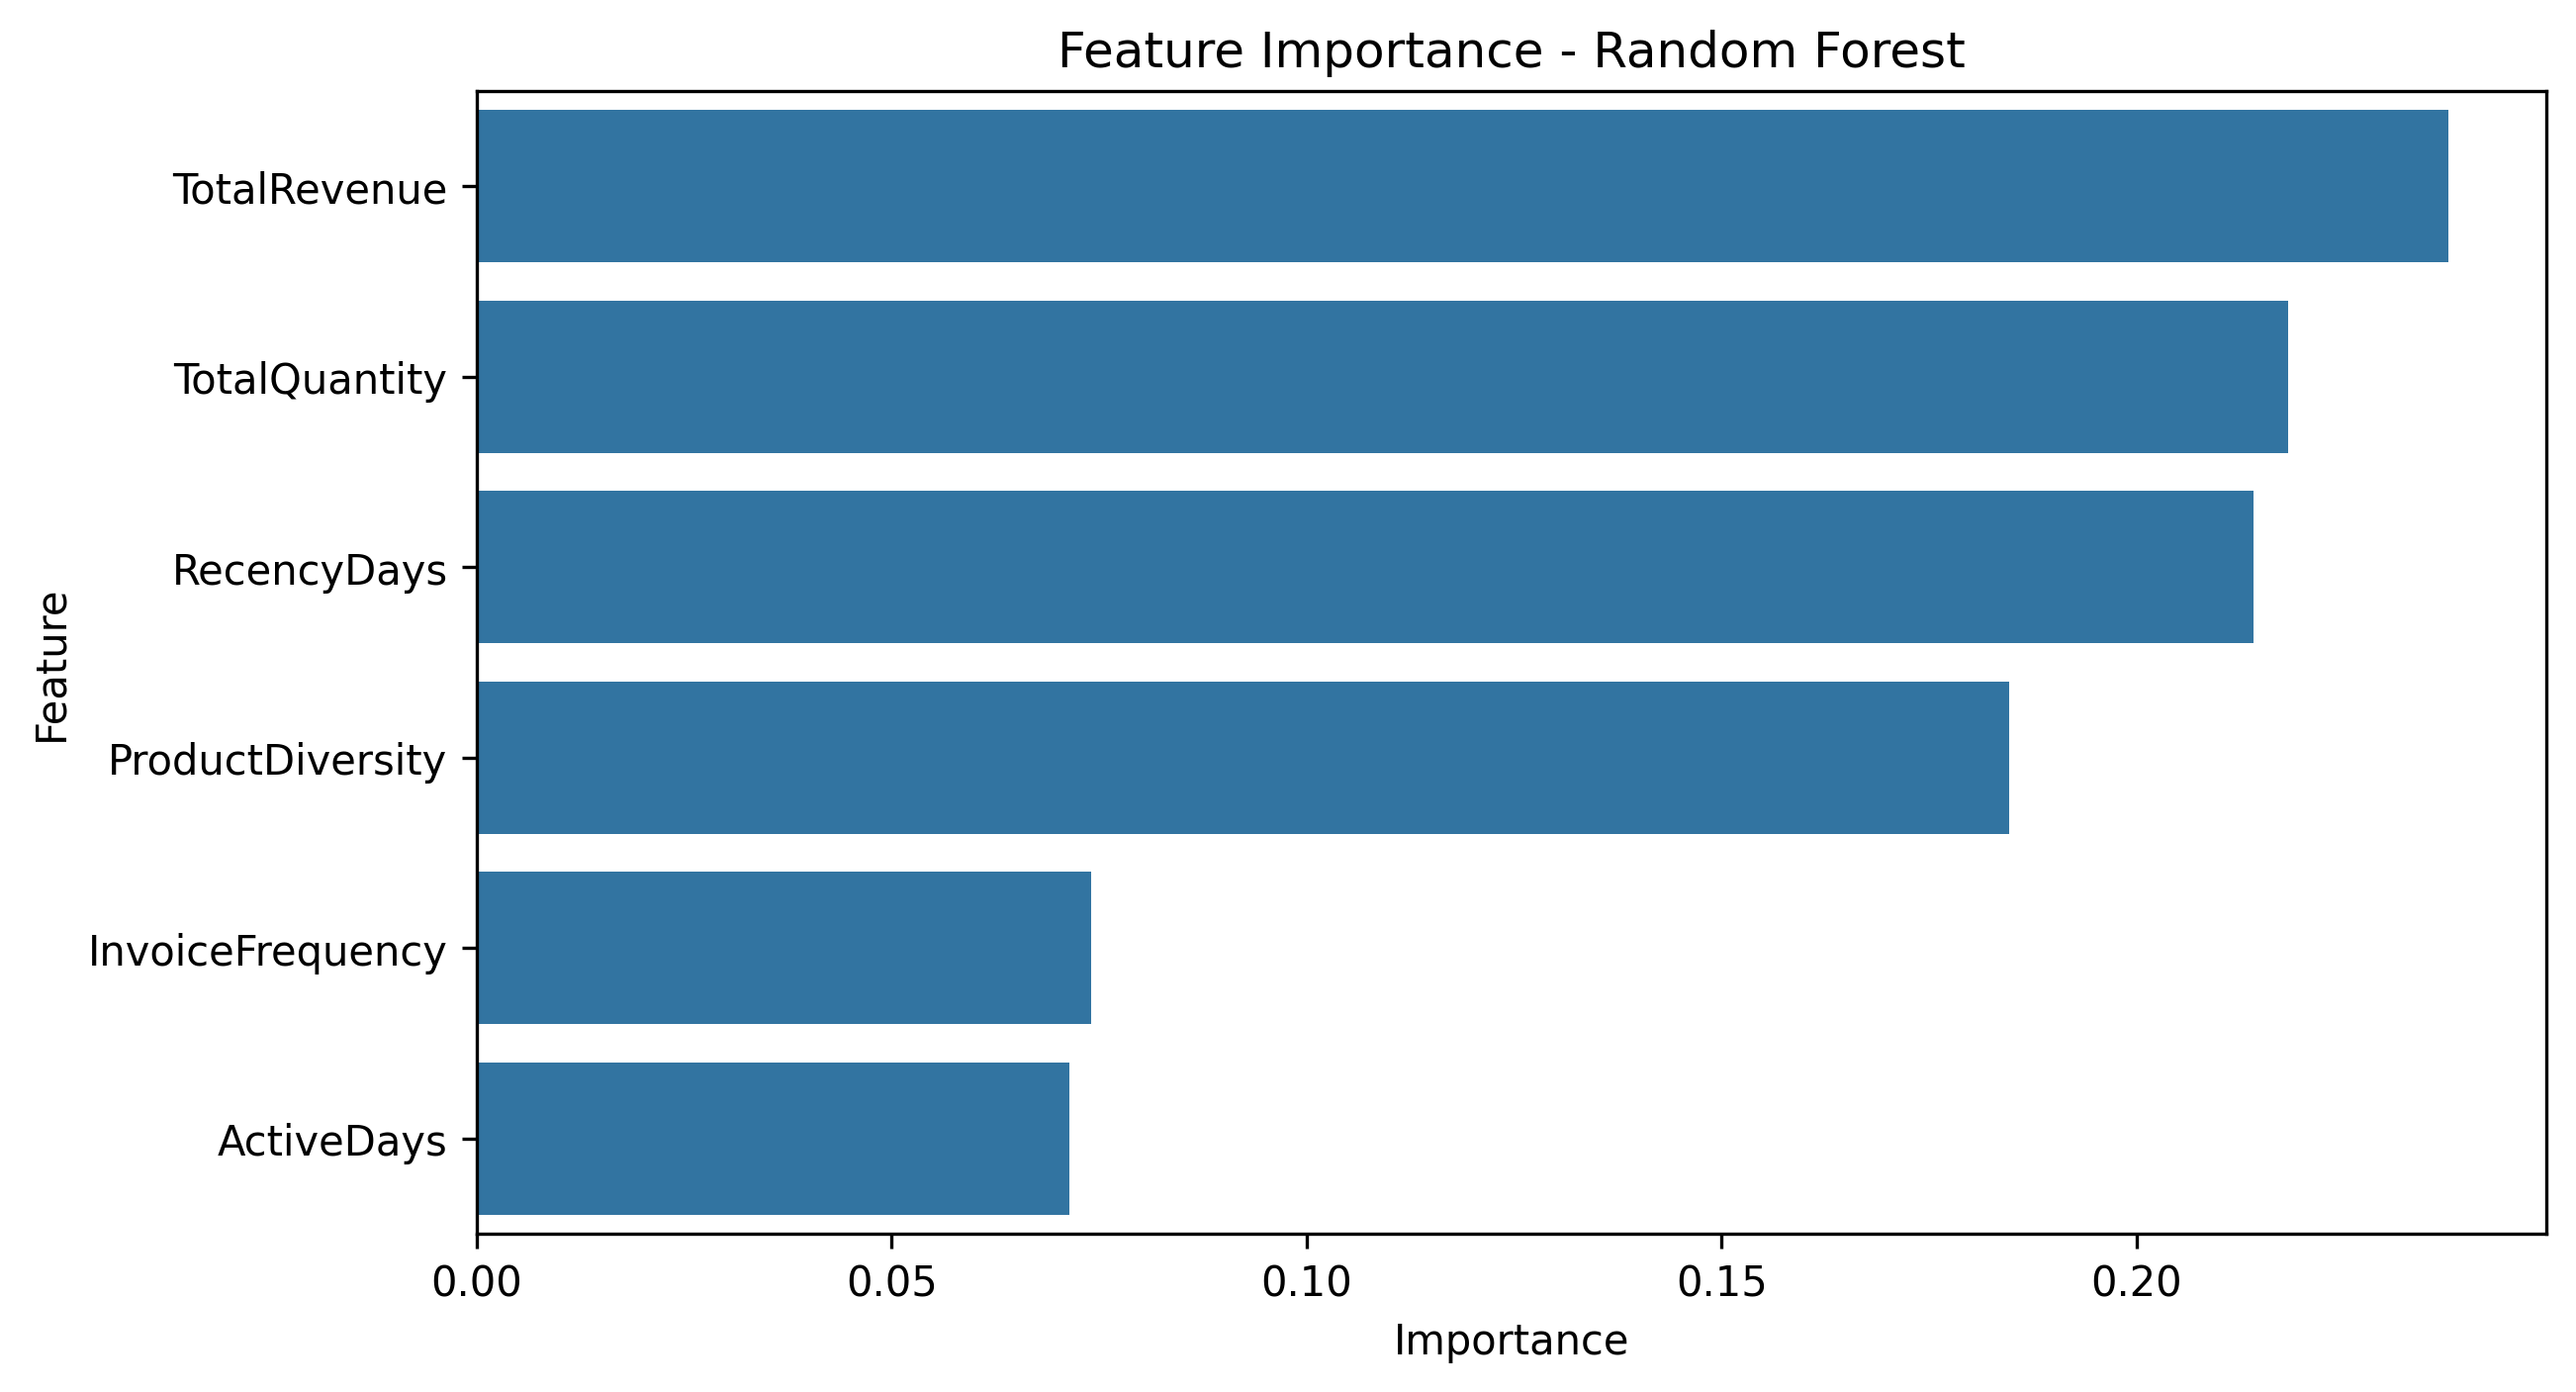 Feature Importance - Random Forest
Feature
TotalRevenue
TotalQuantity
RecencyDays
ProductDiversity
InvoiceFrequency
ActiveDays
0.00 0.05 0.10 0.15 0.20
Importance